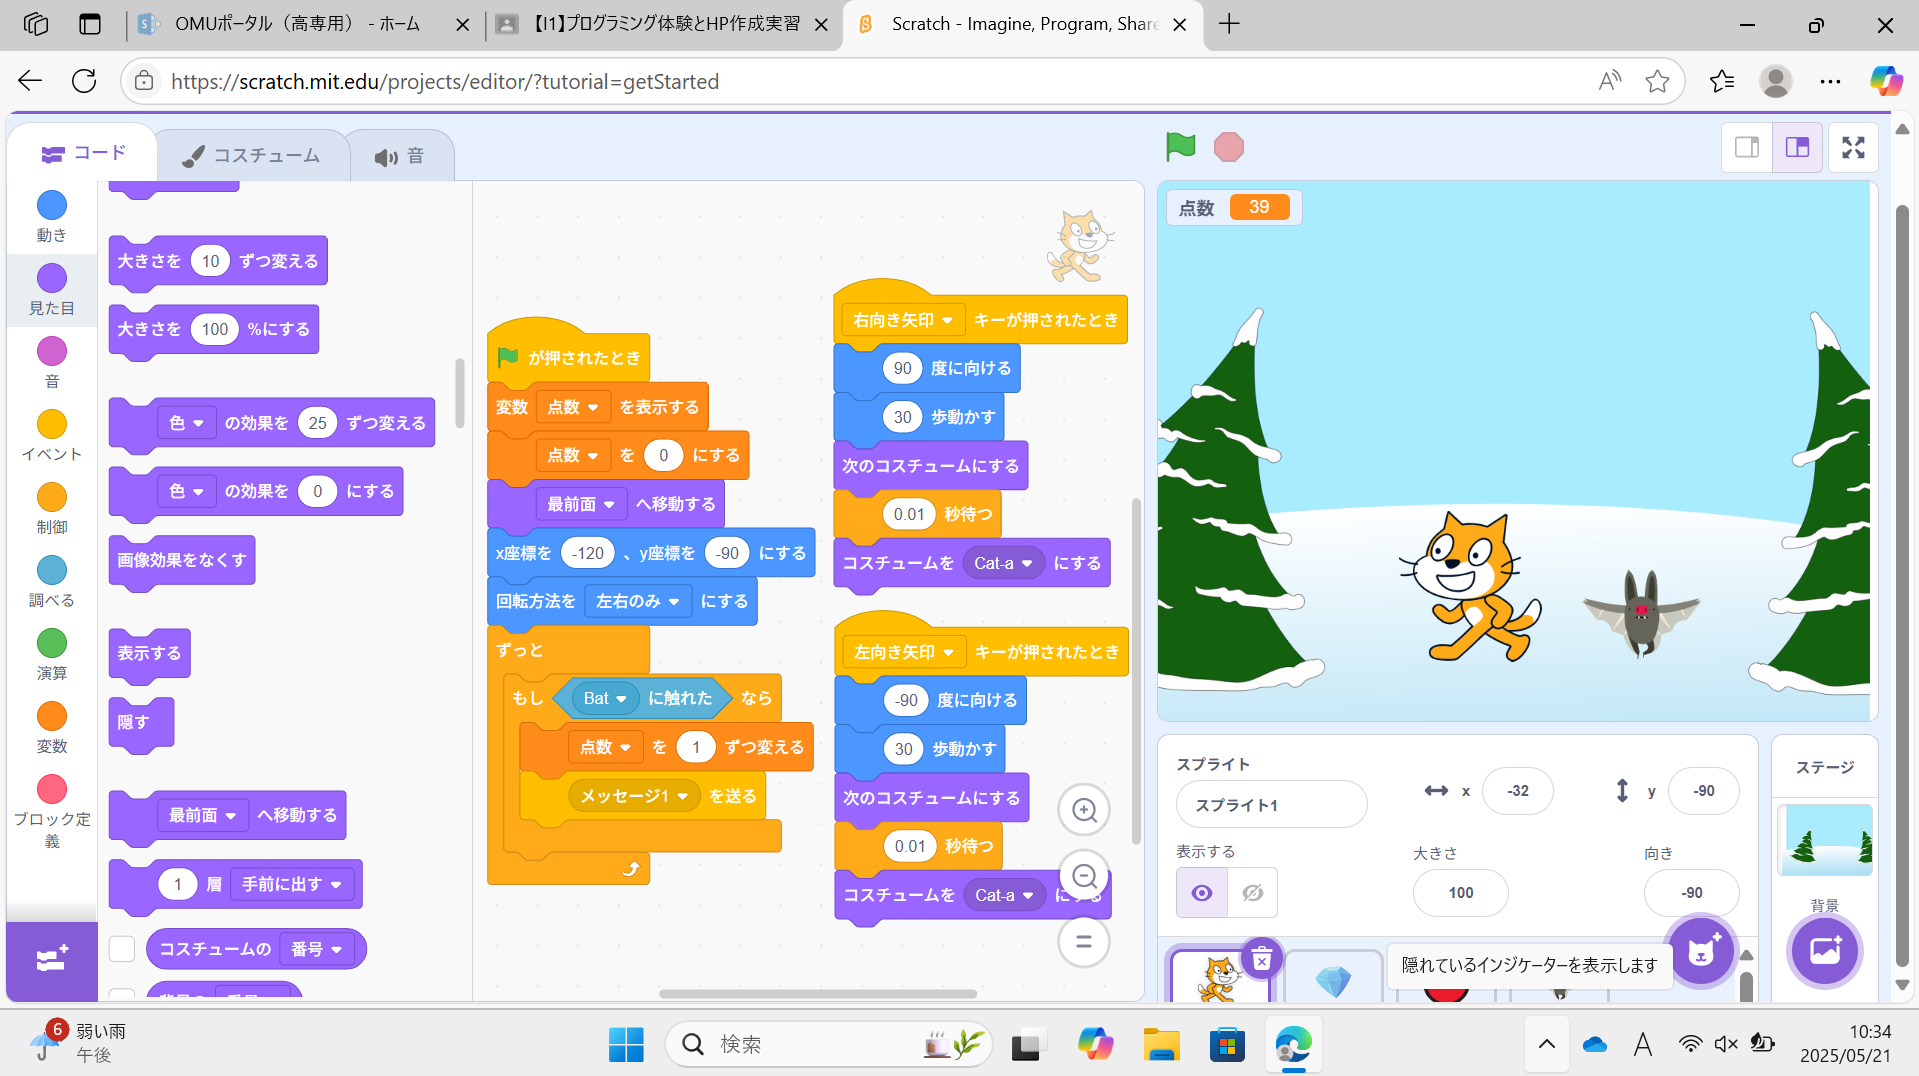 OMUポータル（高専用） - ホーム
【I1】プログラミング体験とHP作成実習
Scratch - Imagine, Program, Share
https://scratch.mit.edu/projects/editor/?tutorial=getStarted
コード
コスチューム
音
動き
見た目
音
イベント
制御
調べる
演算
変数
ブロック定義
大きさを 10 ずつ変える
大きさを 100 %にする
色 の効果を 25 ずつ変える
色 の効果を 0 にする
画像効果をなくす
表示する
隠す
最前面 へ移動する
1 層 手前に出す
コスチュームの 番号
が押されたとき
変数 点数 を表示する
点数 を 0 にする
最前面 へ移動する
x座標を -120 、y座標を -90 にする
回転方法を 左右のみ にする
ずっと
もし Bat に触れた なら
点数 を 1 ずつ変える
メッセージ1 を送る
右向き矢印 キーが押されたとき
90 度に向ける
30 歩動かす
次のコスチュームにする
0.01 秒待つ
コスチュームを Cat-a にする
左向き矢印 キーが押されたとき
-90 度に向ける
30 歩動かす
次のコスチュームにする
0.01 秒待つ
コスチュームを Cat-a にする
点数 39
スプライト
スプライト1
x -32
y -90
表示する
大きさ
100
向き
-90
ステージ
背景
隠れているインジケーターを表示します
6
弱い雨
午後
検索
A
10:34
2025/05/21